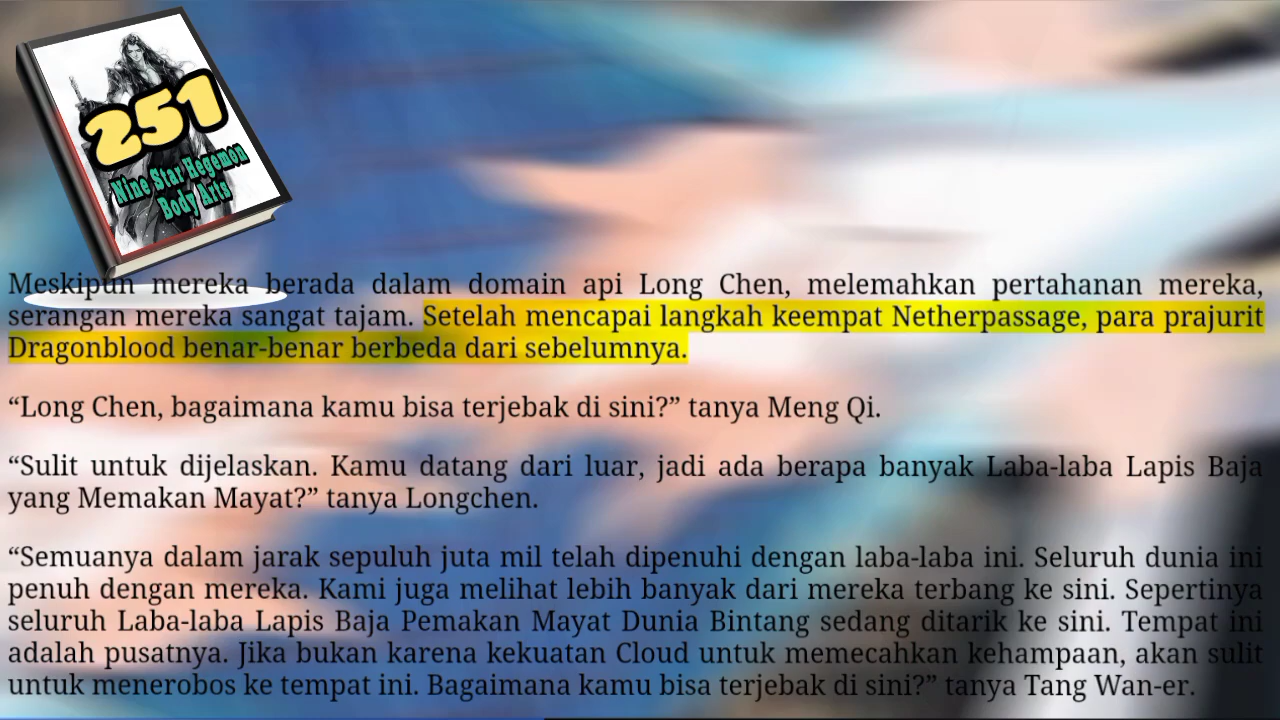 251
Nine Star Hegemon
Body Arts
Meskipun mereka berada dalam domain api Long Chen, melemahkan pertahanan mereka,
serangan mereka sangat tajam. Setelah mencapai langkah keempat Netherpassage, para prajurit
Dragonblood benar-benar berbeda dari sebelumnya.
“Long Chen, bagaimana kamu bisa terjebak di sini?” tanya Meng Qi.
“Sulit untuk dijelaskan. Kamu datang dari luar, jadi ada berapa banyak Laba-laba Lapis Baja
yang Memakan Mayat?” tanya Longchen.
“Semuanya dalam jarak sepuluh juta mil telah dipenuhi dengan laba-laba ini. Seluruh dunia ini
penuh dengan mereka. Kami juga melihat lebih banyak dari mereka terbang ke sini. Sepertinya
seluruh Laba-laba Lapis Baja Pemakan Mayat Dunia Bintang sedang ditarik ke sini. Tempat ini
adalah pusatnya. Jika bukan karena kekuatan Cloud untuk memecahkan kehampaan, akan sulit
untuk menerobos ke tempat ini. Bagaimana kamu bisa terjebak di sini?” tanya Tang Wan-er.